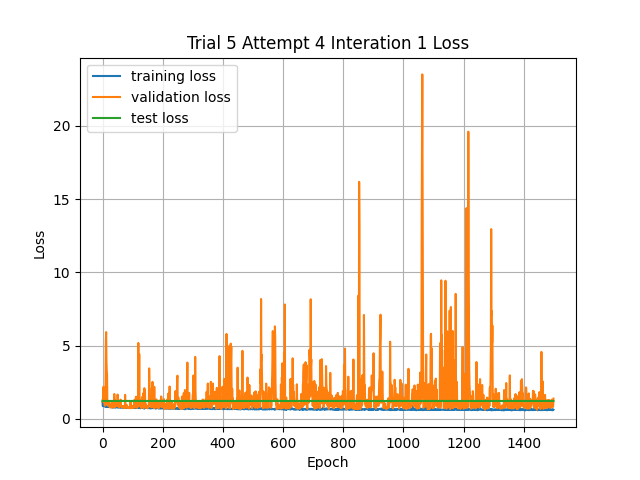 Trial 5 Attempt 4 Interation 1 Loss
training loss
validation loss
test loss
20
15
10
5
0
Loss
0 200 400 600 800 1000 1200 1400
Epoch